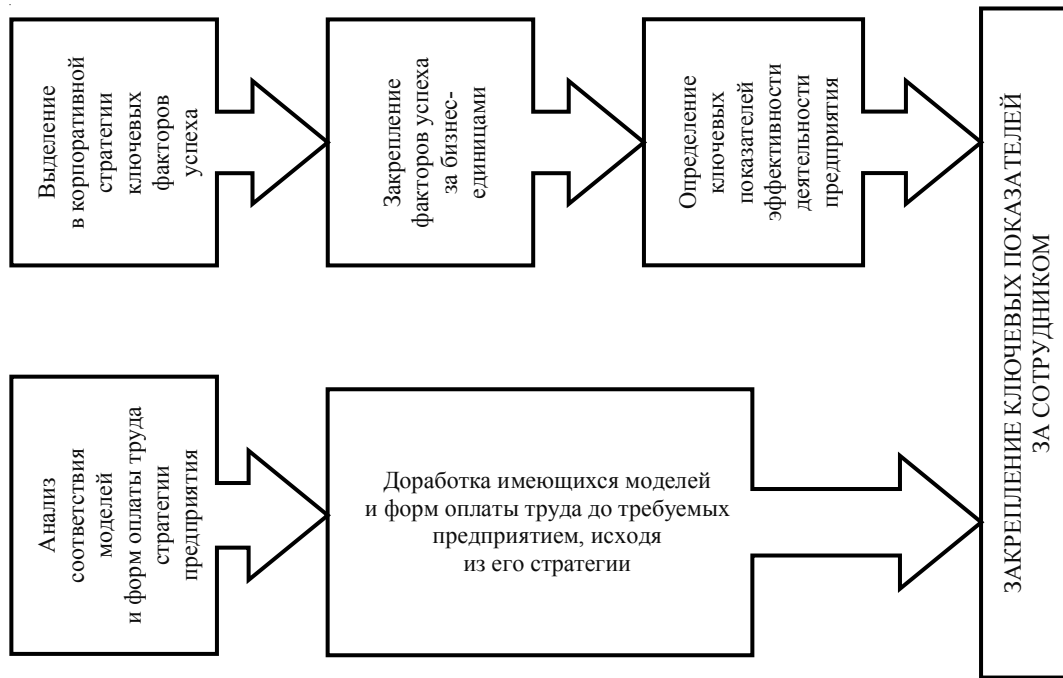 Выделение
в корпоративной
стратегии
ключевых
факторов
успеха
Закрепление
факторов успеха
за бизнес-
единицами
Определение
ключевых
показателей
эффективности
деятельности
предприятия
Анализ
соответствия
моделей
и форм оплаты труда
стратегии
предприятия
Доработка имеющихся моделей
и форм оплаты труда до требуемых
предприятием, исходя
из его стратегии
ЗАКРЕПЛЕНИЕ КЛЮЧЕВЫХ ПОКАЗАТЕЛЕЙ
ЗА СОТРУДНИКОМ